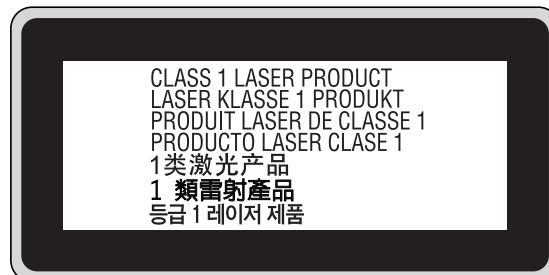 CLASS 1 LASER PRODUCT
LASER KLASSE 1 PRODUKT
PRODUIT LASER DE CLASSE 1
PRODUCTO LASER CLASE 1
1类激光产品
1 類雷射產品
등급 1 레이저 제품